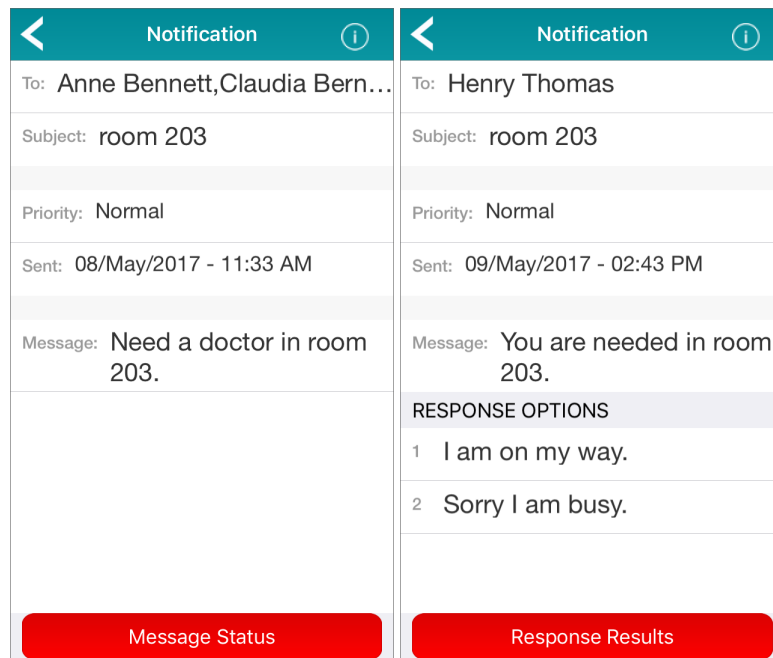 Notification
To: Anne Bennett,Claudia Bern...
Subject: room 203
Priority: Normal
Sent: 08/May/2017 - 11:33 AM
Message: Need a doctor in room
203.
Message Status
Notification
To: Henry Thomas
Subject: room 203
Priority: Normal
Sent: 09/May/2017 - 02:43 PM
Message: You are needed in room
203.
RESPONSE OPTIONS
1 I am on my way.
2 Sorry I am busy.
Response Results